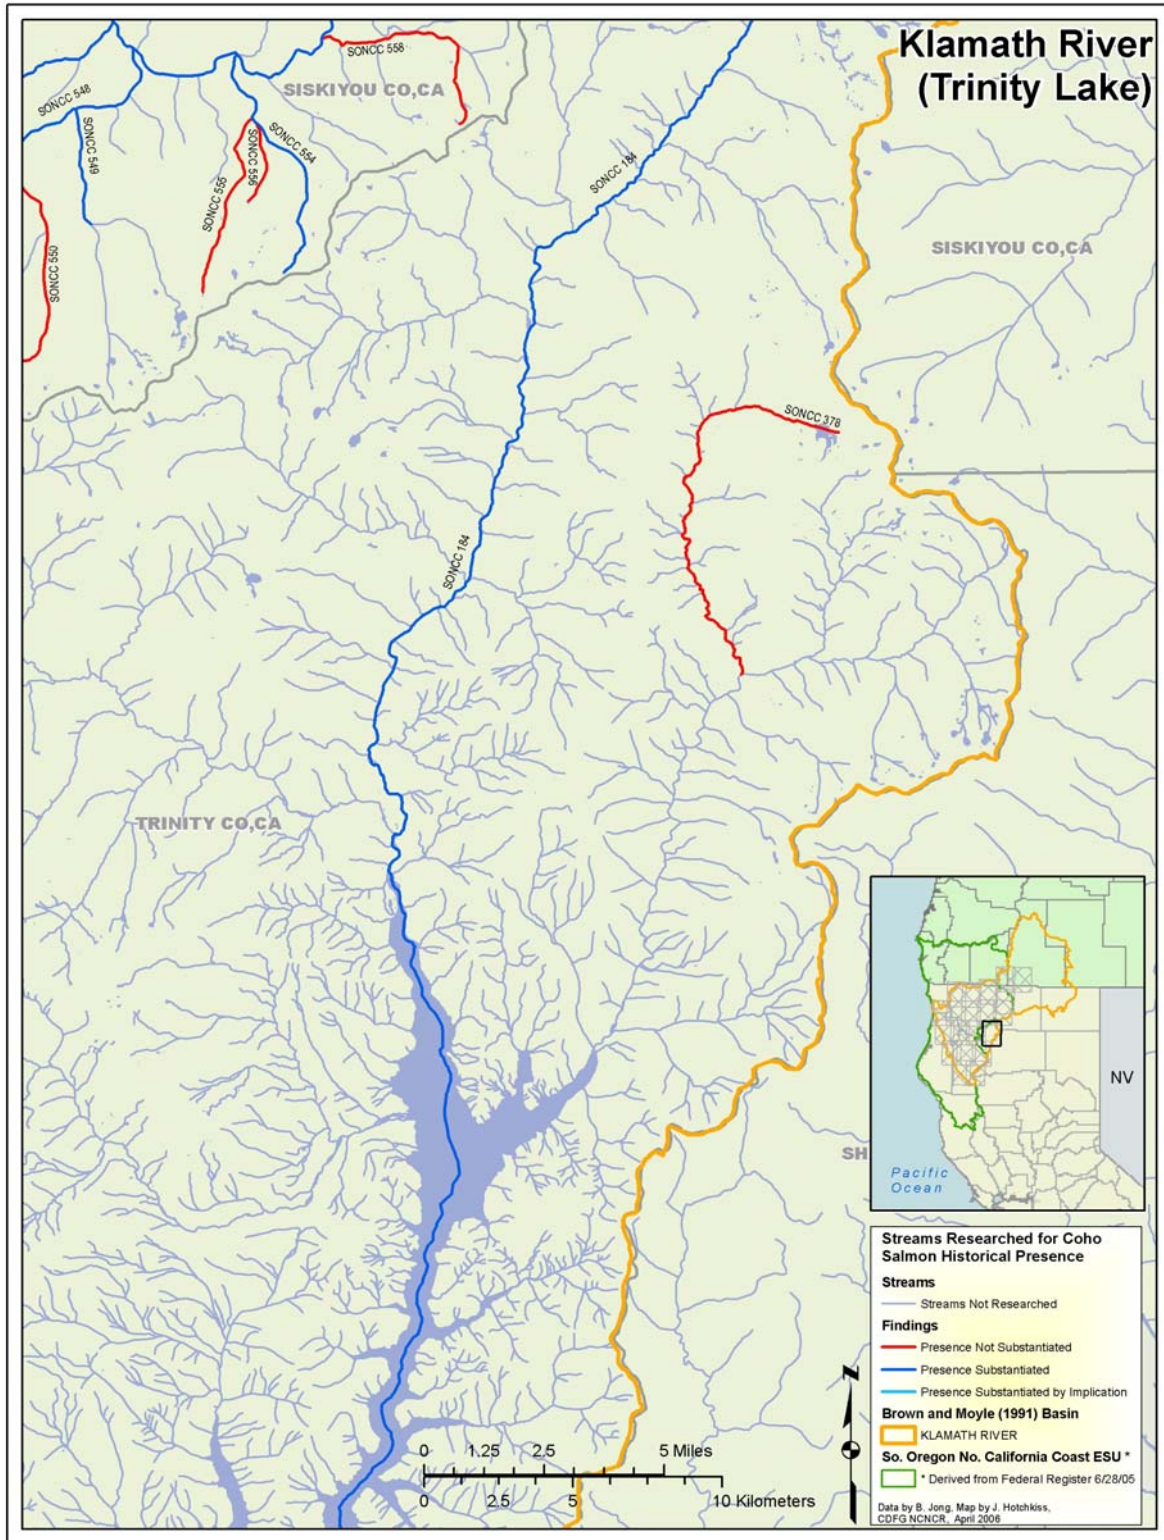 Klamath River
(Trinity Lake)
SONCC 558
SISKIYOU CO,CA
SONCC 548
SONCC 549
SONCC 554
SONCC 556
SONCC 555
SONCC 550
SONCC 184
SISKIYOU CO,CA
SONCC 378
SONCC 184
TRINITY CO,CA
SH
NV
Pacific
Ocean
Streams Researched for Coho
Salmon Historical Presence
Streams
Streams Not Researched
Findings
Presence Not Substantiated
Presence Substantiated
Presence Substantiated by Implication
Brown and Moyle (1991) Basin
KLAMATH RIVER
So. Oregon No. California Coast ESU *
* Derived from Federal Register 6/28/05
Data by B. Jong, Map by J. Hotchkiss,
CDFG NCNCR, April 2006
N
0 1.25 2.5 5 Miles
0 5 10 Kilometers